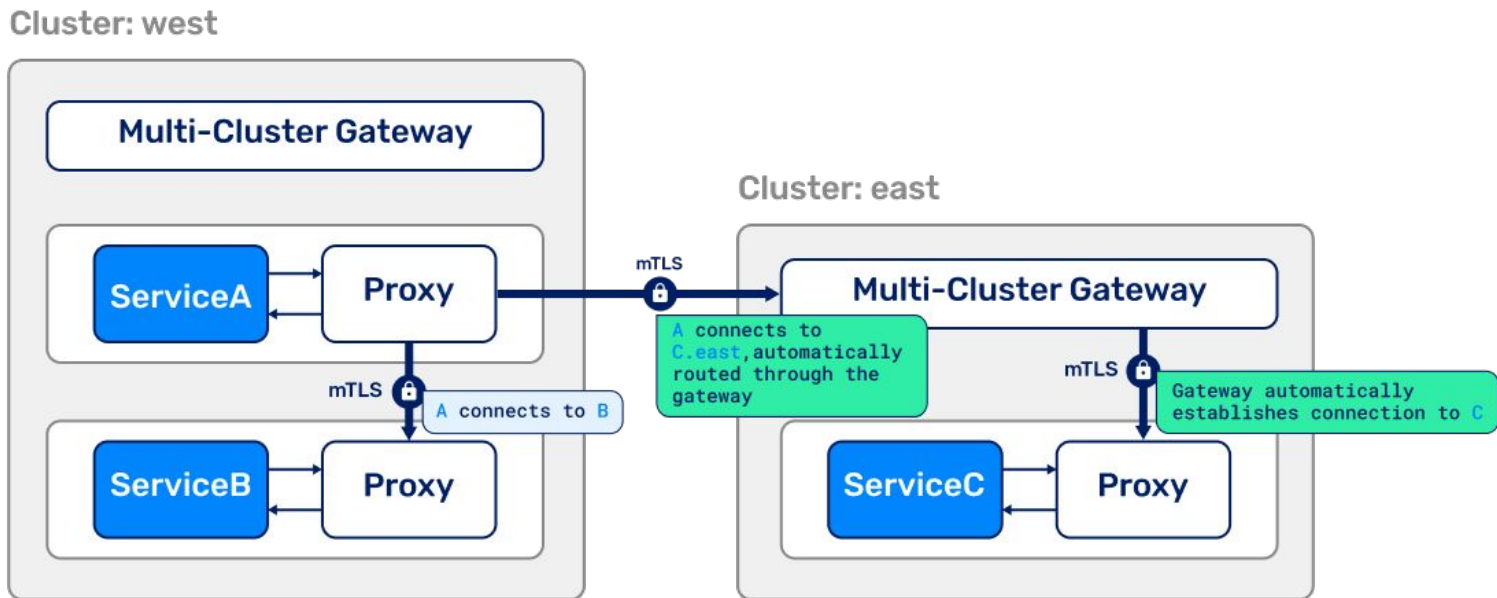 Cluster: west
Multi-Cluster Gateway
ServiceA
Proxy
mTLS
A connects to B
ServiceB
Proxy
mTLS
A connects to
C.east,automatically
routed through the
gateway
Cluster: east
Multi-Cluster Gateway
mTLS
Gateway automatically
establishes connection to C
ServiceC
Proxy